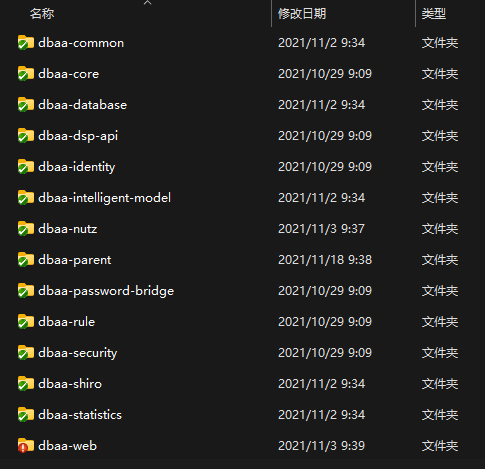 名称 修改日期 类型
dbaa-common 2021/11/2 9:34 文件夹
dbaa-core 2021/10/29 9:09 文件夹
dbaa-database 2021/11/2 9:34 文件夹
dbaa-dsp-api 2021/10/29 9:09 文件夹
dbaa-identity 2021/10/29 9:09 文件夹
dbaa-intelligent-model 2021/11/2 9:34 文件夹
dbaa-nutz 2021/11/3 9:37 文件夹
dbaa-parent 2021/11/18 9:38 文件夹
dbaa-password-bridge 2021/10/29 9:09 文件夹
dbaa-rule 2021/10/29 9:09 文件夹
dbaa-security 2021/10/29 9:09 文件夹
dbaa-shiro 2021/11/2 9:34 文件夹
dbaa-statistics 2021/11/2 9:34 文件夹
dbaa-web 2021/11/3 9:39 文件夹